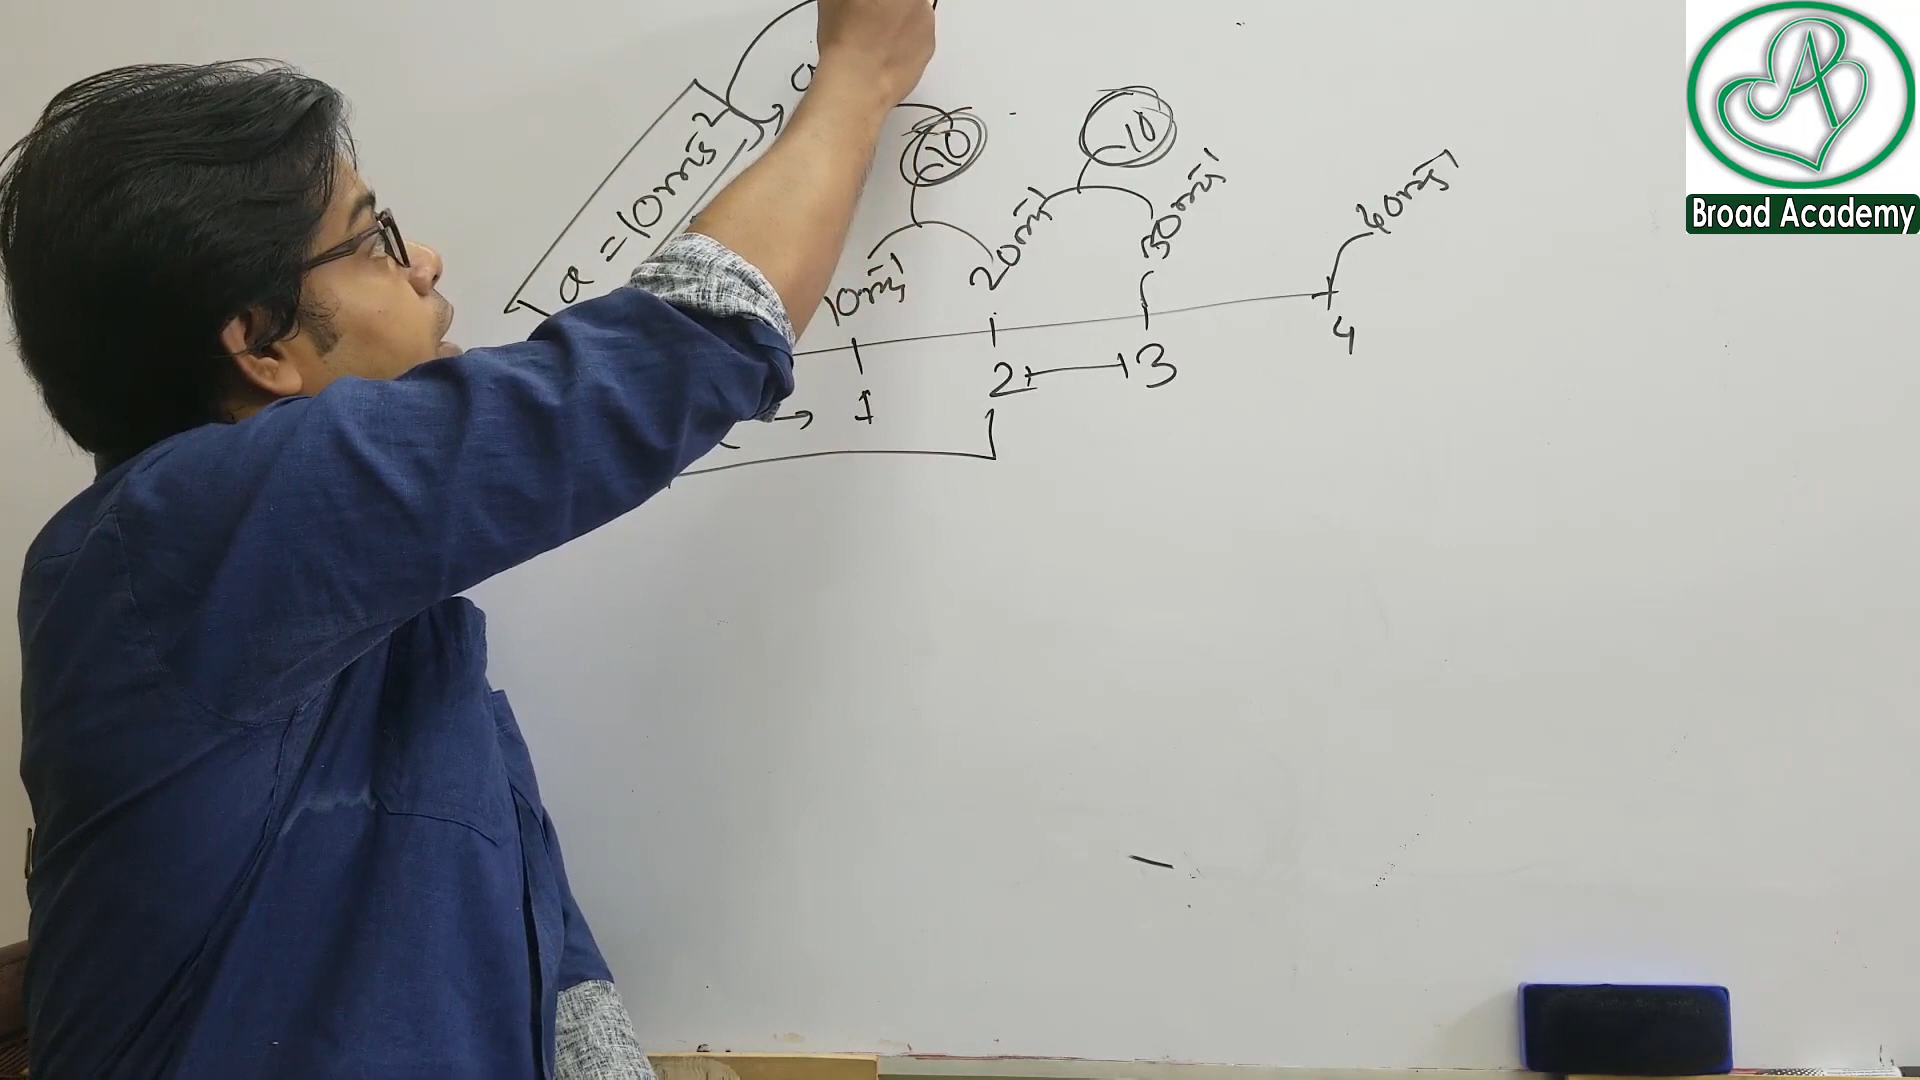 a = 10ms⁻²
a
10
10
10ms⁻¹
20ms⁻¹
30ms⁻¹
40ms⁻¹
1
2
3
4
A
Broad Academy